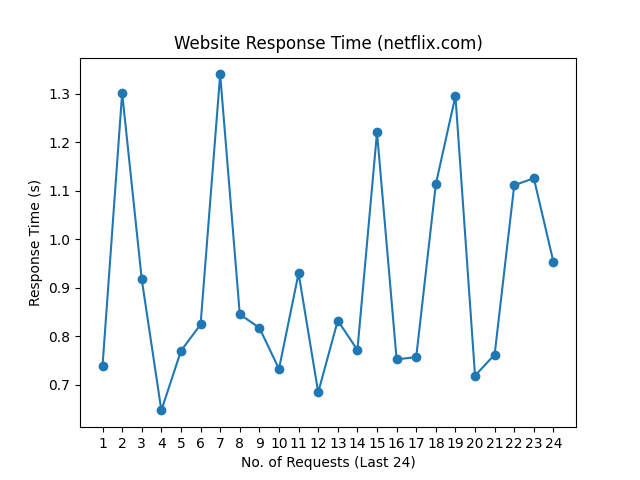 Website Response Time (netflix.com)
1.3
1.2
1.1
1.0
0.9
0.8
0.7
Response Time (s)
1 2 3 4 5 6 7 8 9 10 11 12 13 14 15 16 17 18 19 20 21 22 23 24
No. of Requests (Last 24)